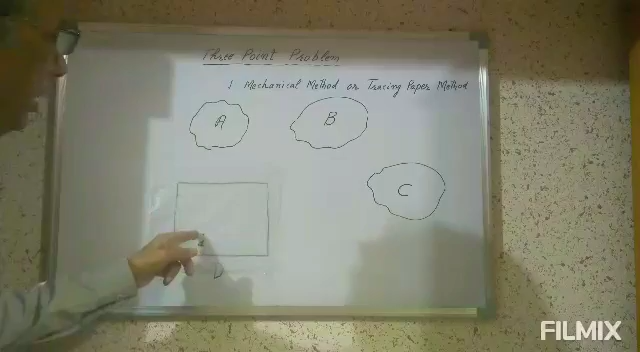 Three Point Problem
1 Mechanical Method or Tracing Paper Method
A
B
C
D
FILMIX